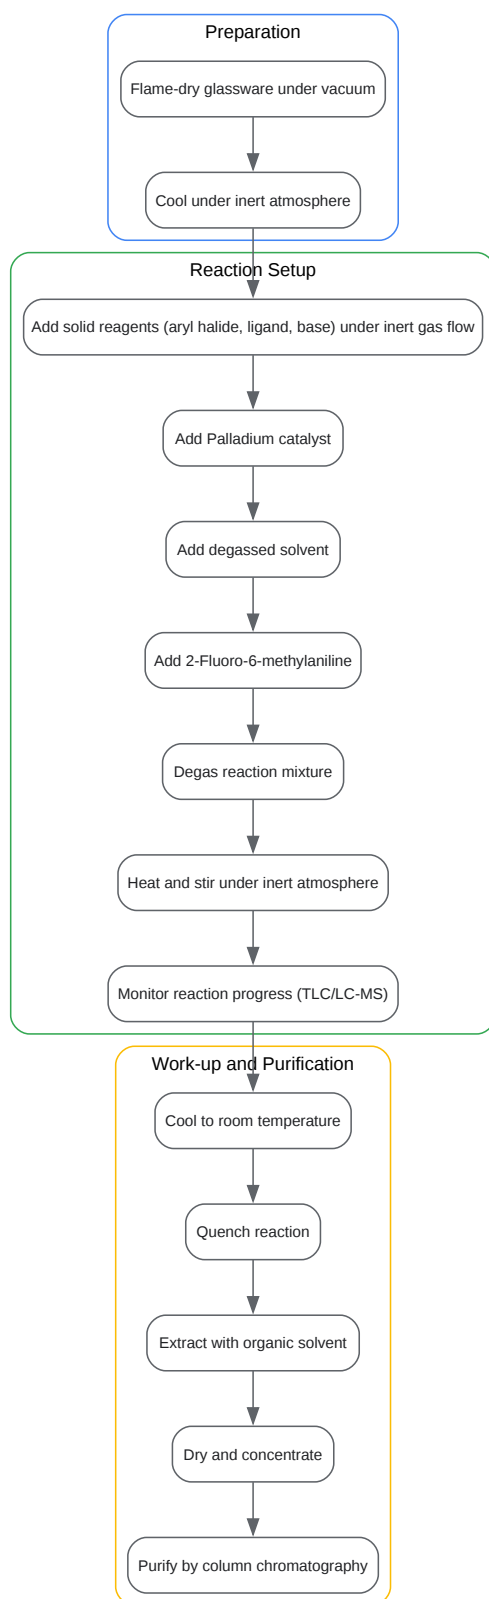 Preparation
Flame-dry glassware under vacuum
Cool under inert atmosphere
Reaction Setup
Add solid reagents (aryl halide, ligand, base) under inert gas flow
Add Palladium catalyst
Add degassed solvent
Add 2-Fluoro-6-methylaniline
Degas reaction mixture
Heat and stir under inert atmosphere
Monitor reaction progress (TLC/LC-MS)
Work-up and Purification
Cool to room temperature
Quench reaction
Extract with organic solvent
Dry and concentrate
Purify by column chromatography